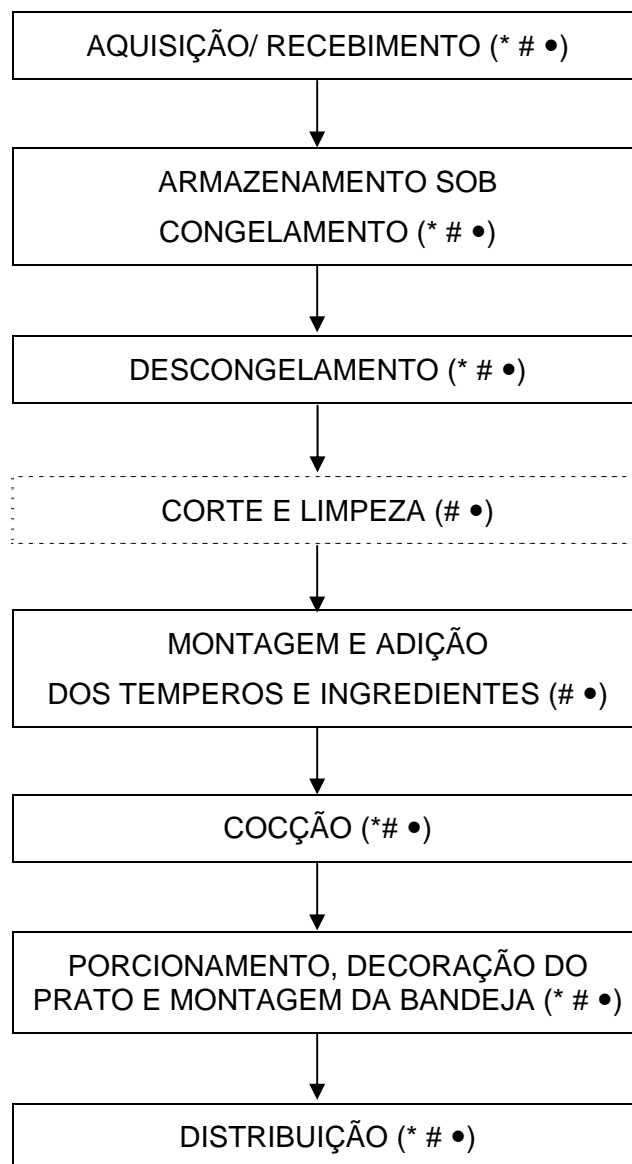 AQUISIÇÃO/ RECEBIMENTO (* # ●)
ARMAZENAMENTO SOB
CONGELAMENTO (* # ●)
DESCONGELAMENTO (* # ●)
CORTE E LIMPEZA (# ●)
MONTAGEM E ADIÇÃO
DOS TEMPEROS E INGREDIENTES (# ●)
COCÇÃO (*# ●)
PORCIONAMENTO, DECORAÇÃO DO
PRATO E MONTAGEM DA BANDEJA (* # ●)
DISTRIBUIÇÃO (* # ●)